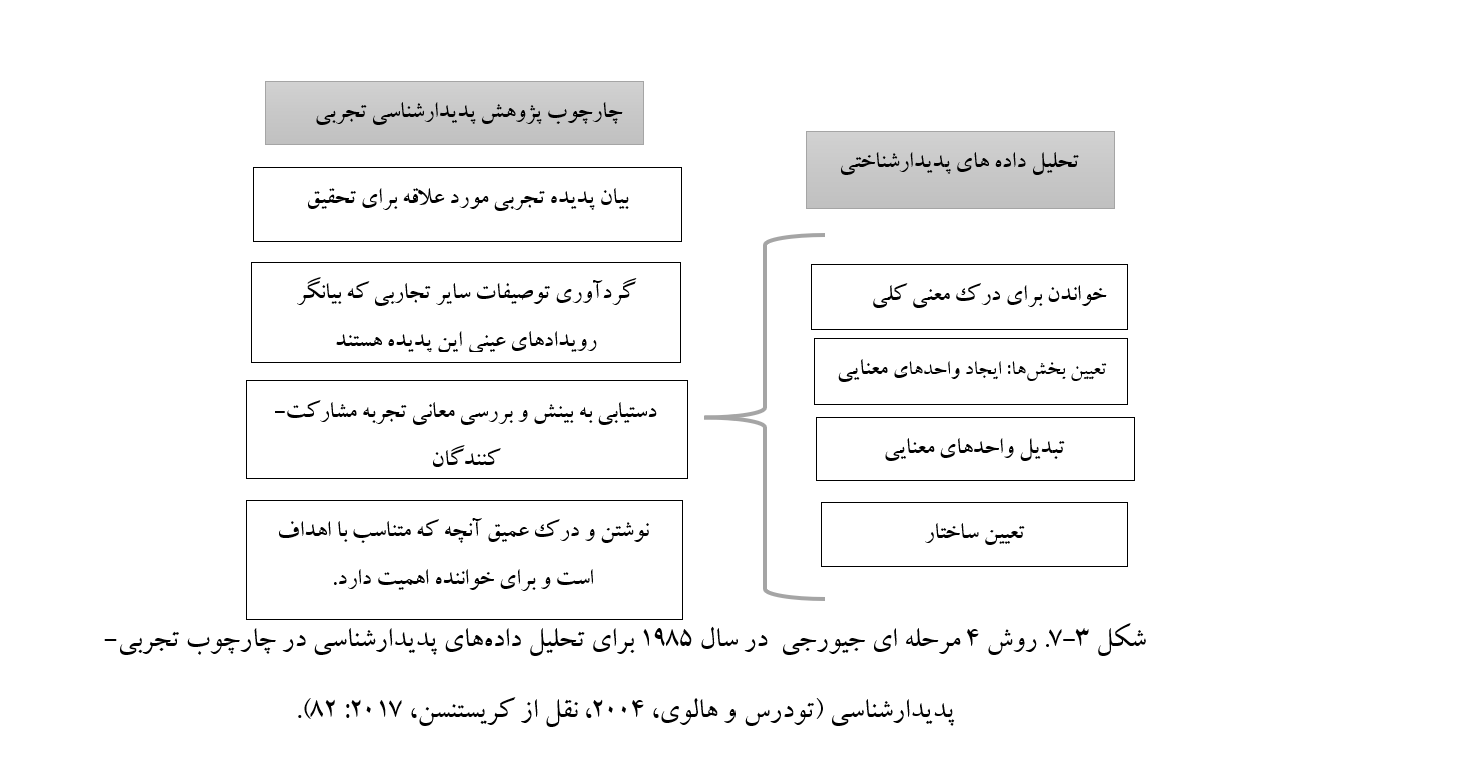 چارچوب پژوهش پدیدارشناسی تجربی
بیان پدیده تجربی مورد علاقه برای تحقیق
گردآوری توصیفات سایر تجاربی که بیانگر
رویدادهای عینی این پدیده هستند
دستیابی به بینش و بررسی معانی تجربه مشارکت-
کنندگان
نوشتن و درک عمیق آنچه که متناسب با اهداف
است و برای خواننده اهمیت دارد.
تحلیل داده های پدیدارشناختی
خواندن برای درک معنی کلی
تعیین بخش‌ها: ایجاد واحدهای معنایی
تبدیل واحدهای معنایی
تعیین ساختار
شکل ۳-۷. روش ۴ مرحله ای جیورجی در سال ۱۹۸۵ برای تحلیل داده‌های پدیدارشناسی در چارچوب تجربی-
پدیدارشناسی (تودرس و هالوی، ۲۰۰۴، نقل از کریستنسن، ۲۰۱۷: ۸۲).